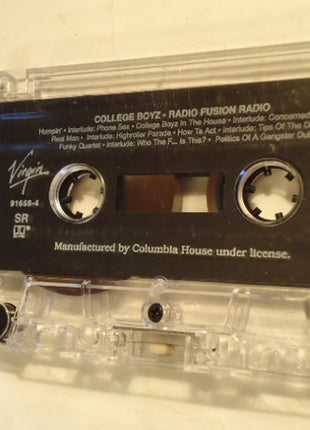 COLLEGE BOYZ - RADIO FUSION RADIO
Humpin' • Interlude: Phone Sex • College Boyz In The House • Interlude: Concerned
Real Man • Interlude: Highroller Parade • How Ta Act • Interlude: Tips Of The D
Funky Quartet • Interlude: Who The F... Is This? • Politics Of A Gangster Dub
Virgin
91658-4
SR
Manufactured by Columbia House under license.